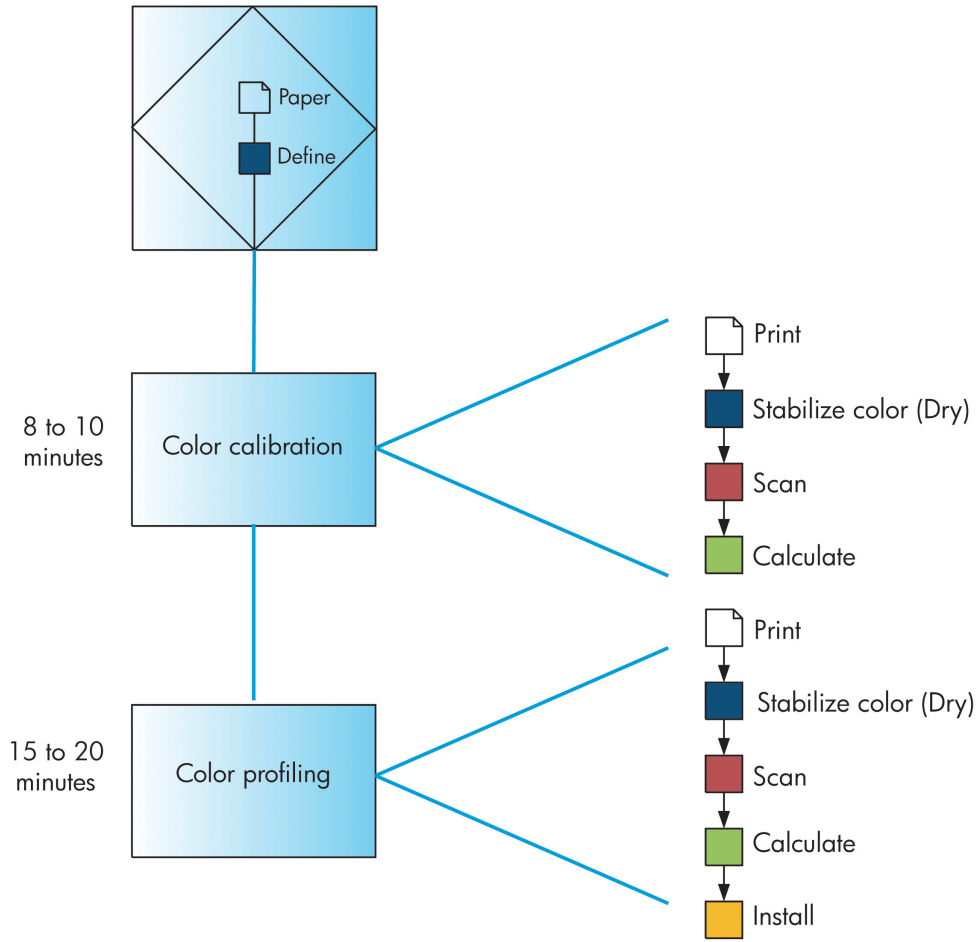 Paper
Define
8 to 10
minutes
Color calibration
Print
Stabilize color (Dry)
Scan
Calculate
15 to 20
minutes
Color profiling
Print
Stabilize color (Dry)
Scan
Calculate
Install